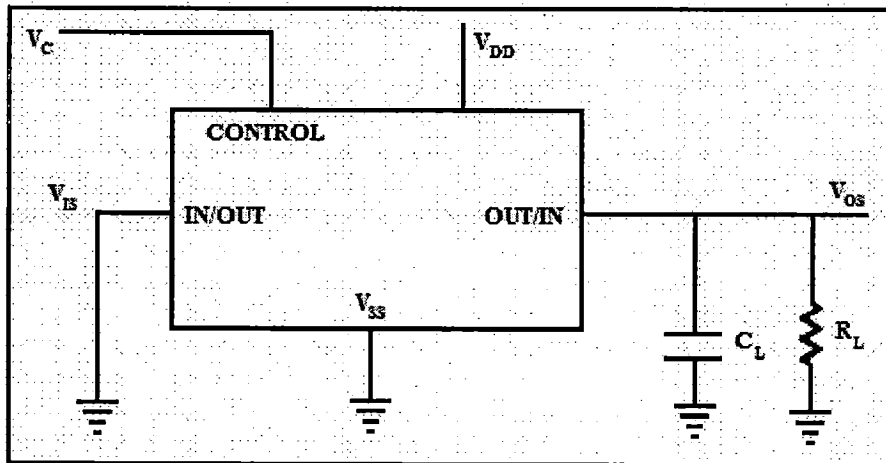 V_C
V_DD
CONTROL
V_IS
IN/OUT
OUT/IN
V_OS
V_SS
C_L
R_L